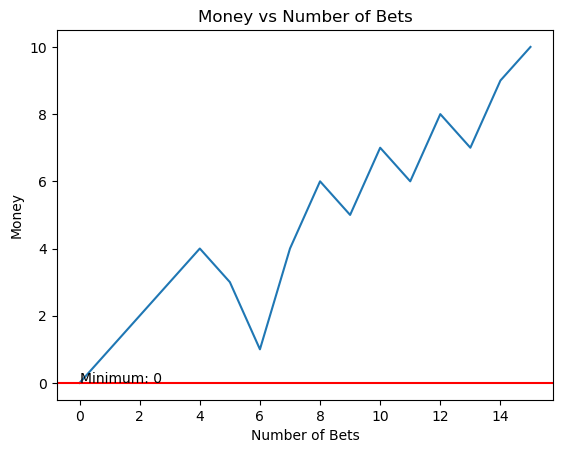 Money vs Number of Bets
10
8
6
4
2
0
Money
Minimum: 0
0 2 4 6 8 10 12 14
Number of Bets